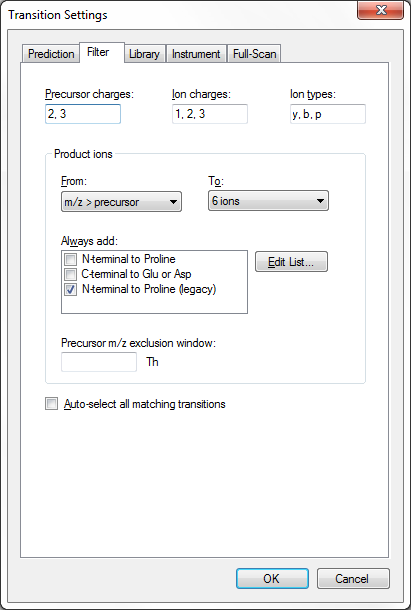 Transition Settings
Prediction Filter Library Instrument Full-Scan
Precursor charges: Ion charges: Ion types:
2, 3 1, 2, 3 y, b, p
Product ions
From: To:
m/z > precursor 6 ions
Always add:
N-terminal to Proline
Edit List...
C-terminal to Glu or Asp
N-terminal to Proline (legacy)
Precursor m/z exclusion window:
Th
Auto-select all matching transitions
OK Cancel